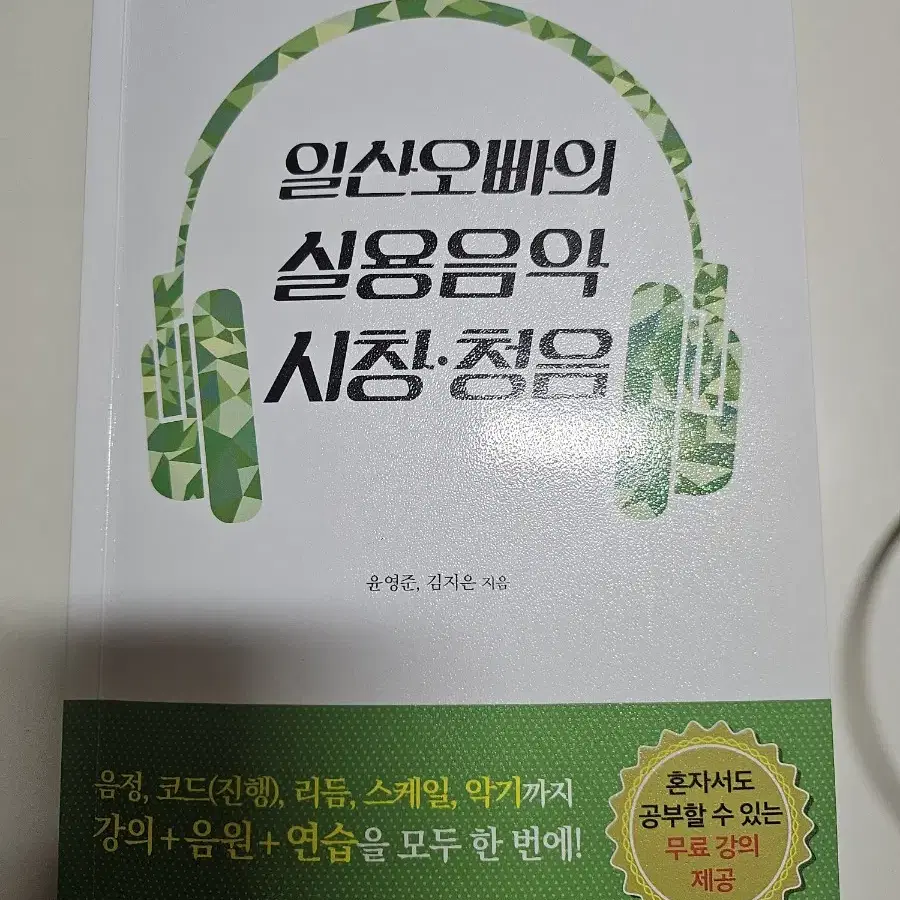 일산오빠의
실용음악
시창·청음
윤영준, 김지은 지음
음정, 코드(진행), 리듬, 스케일, 악기까지
강의+음원+연습을 모두 한 번에!
혼자서도
공부할 수 있는
무료 강의
제공